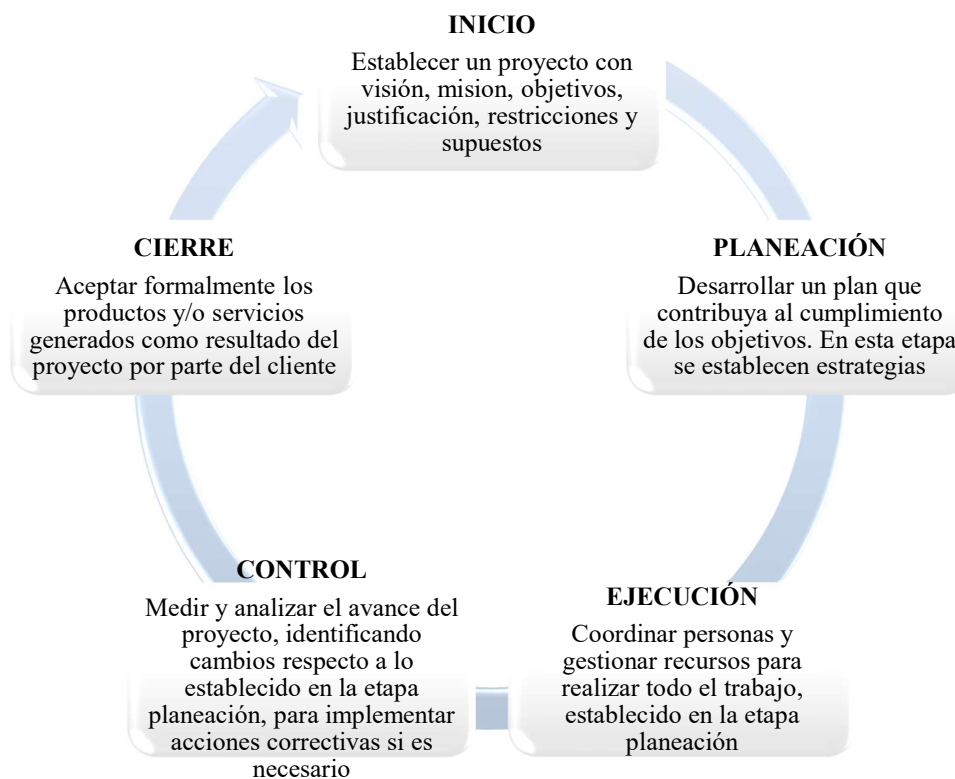 INICIO
Establecer un proyecto con
visión, mision, objetivos,
justificación, restricciones y
supuestos
PLANEACIÓN
Desarrollar un plan que
contribuya al cumplimiento
de los objetivos. En esta etapa
se establecen estrategias
EJECUCIÓN
Coordinar personas y
gestionar recursos para
realizar todo el trabajo,
establecido en la etapa
planeación
CONTROL
Medir y analizar el avance del
proyecto, identificando
cambios respecto a lo
establecido en la etapa
planeación, para implementar
acciones correctivas si es
necesario
CIERRE
Aceptar formalmente los
productos y/o servicios
generados como resultado del
proyecto por parte del cliente